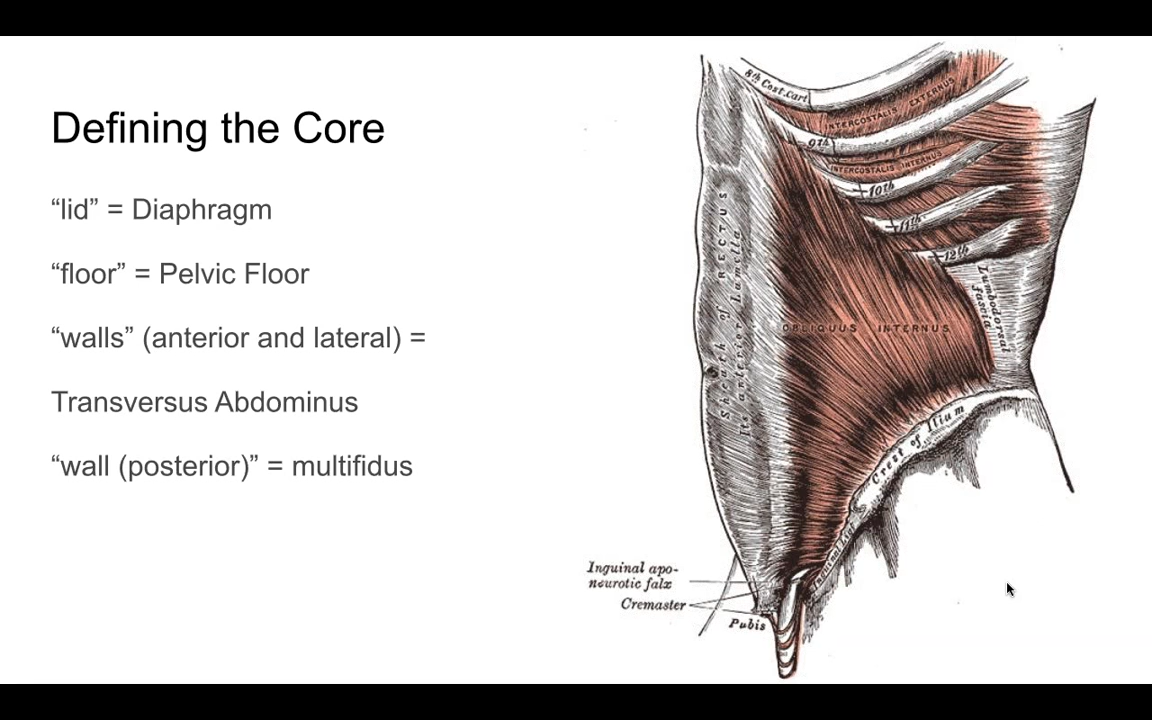 Defining the Core
“lid” = Diaphragm
“floor” = Pelvic Floor
“walls” (anterior and lateral) =
Transversus Abdominus
“wall (posterior)” = multifidus
8th Cost. Cart.
INTERCOSTALIS EXTERNUS
9th
INTERCOSTALIS INTERNUS
10th
11th
12th
Sheath of RECTUS
Its anterior Lamella
Lumbodorsal
fascia
OBLIQUUS INTERNUS
Crest of Ilium
Inguinal Ligt
Inguinal apo-
neurotic falx
Cremaster
Pubis